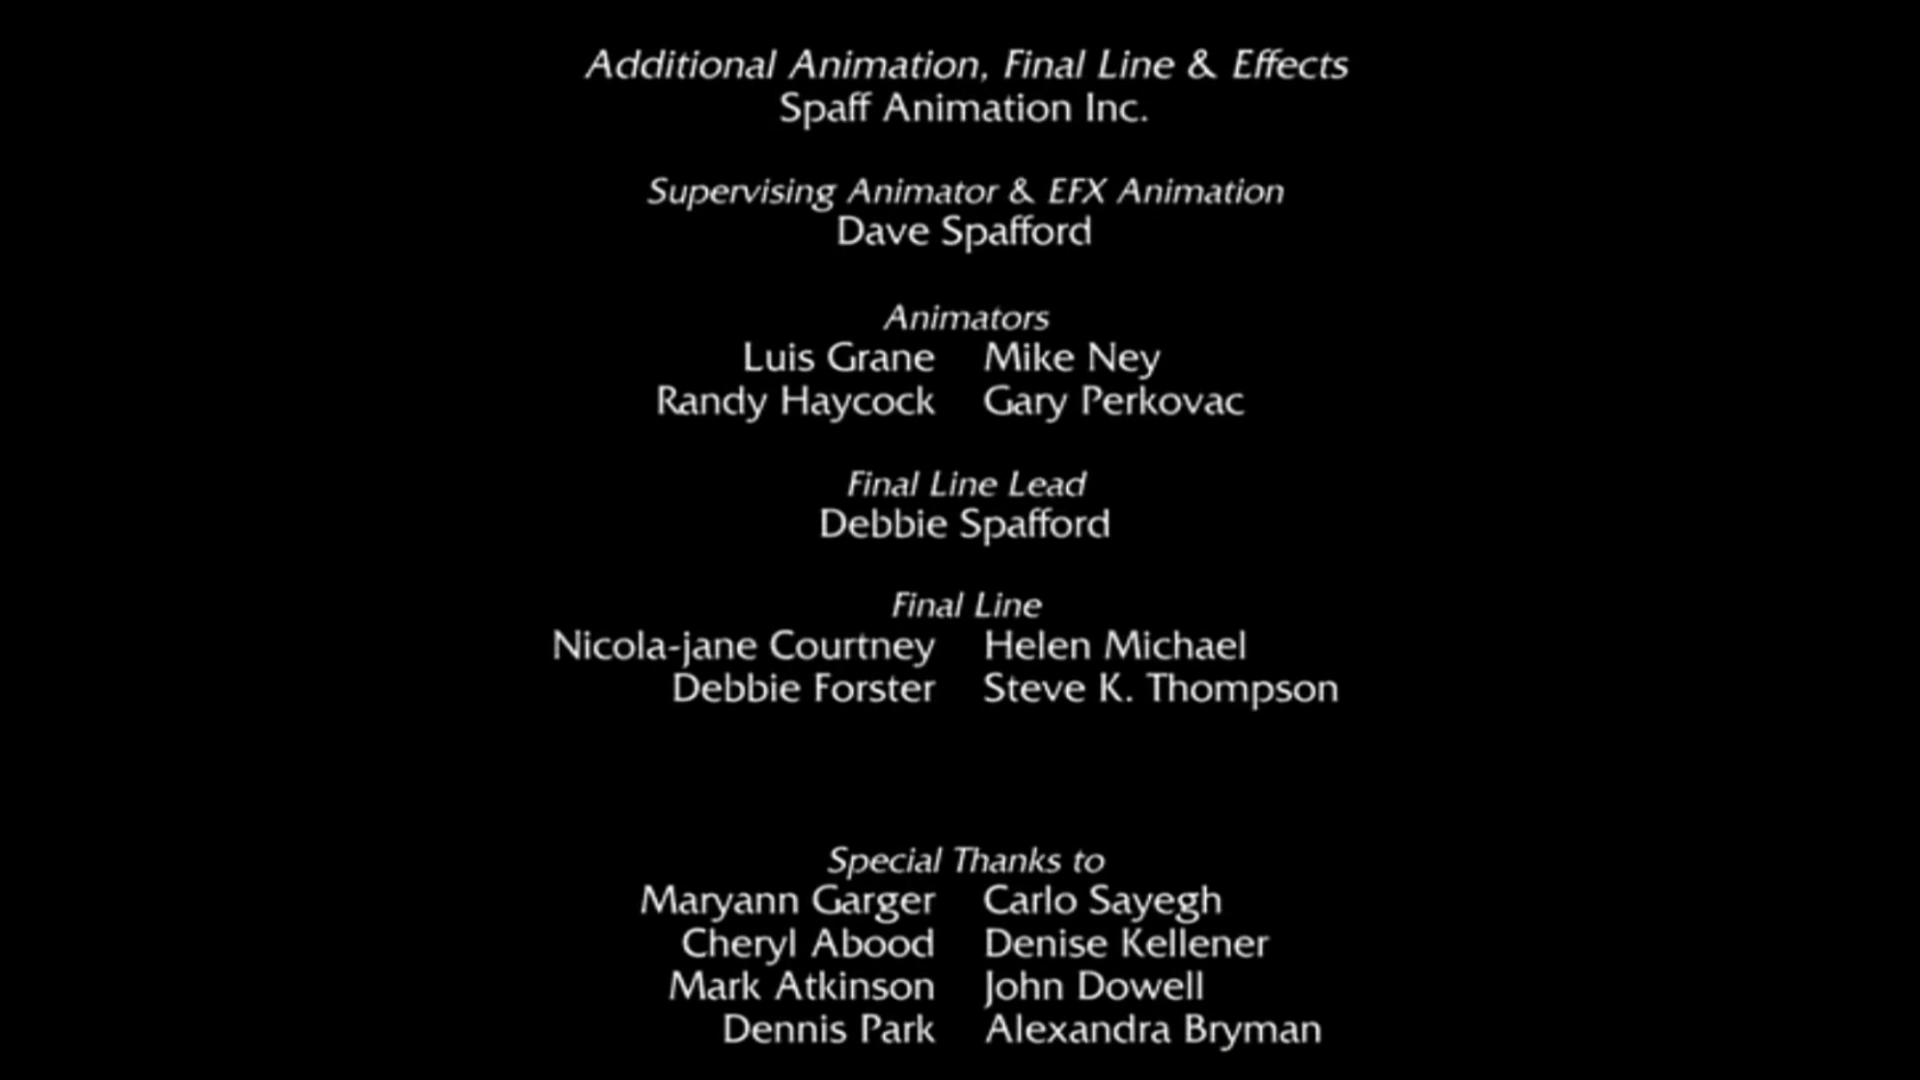 Additional Animation, Final Line & Effects
Spaff Animation Inc.
Supervising Animator & EFX Animation
Dave Spafford
Animators
Luis Grane Mike Ney
Randy Haycock Gary Perkovac
Final Line Lead
Debbie Spafford
Final Line
Nicola-jane Courtney Helen Michael
Debbie Forster Steve K. Thompson
Special Thanks to
Maryann Garger Carlo Sayegh
Cheryl Abood Denise Kellener
Mark Atkinson John Dowell
Dennis Park Alexandra Bryman